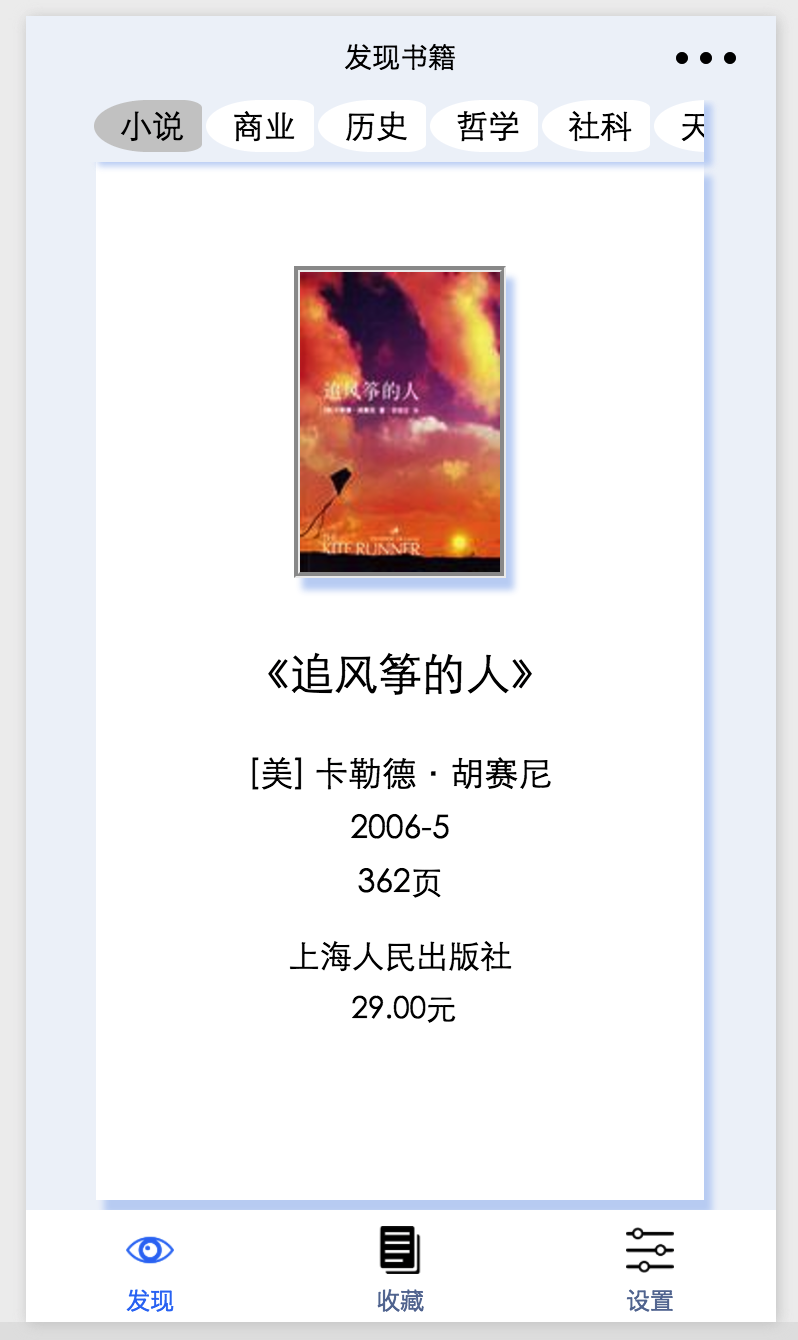 发现书籍
小说 商业 历史 哲学 社科 天
追风筝的人
KITE RUNNER
《追风筝的人》
[美] 卡勒德·胡赛尼
2006-5
362页
上海人民出版社
29.00元
发现 收藏 设置